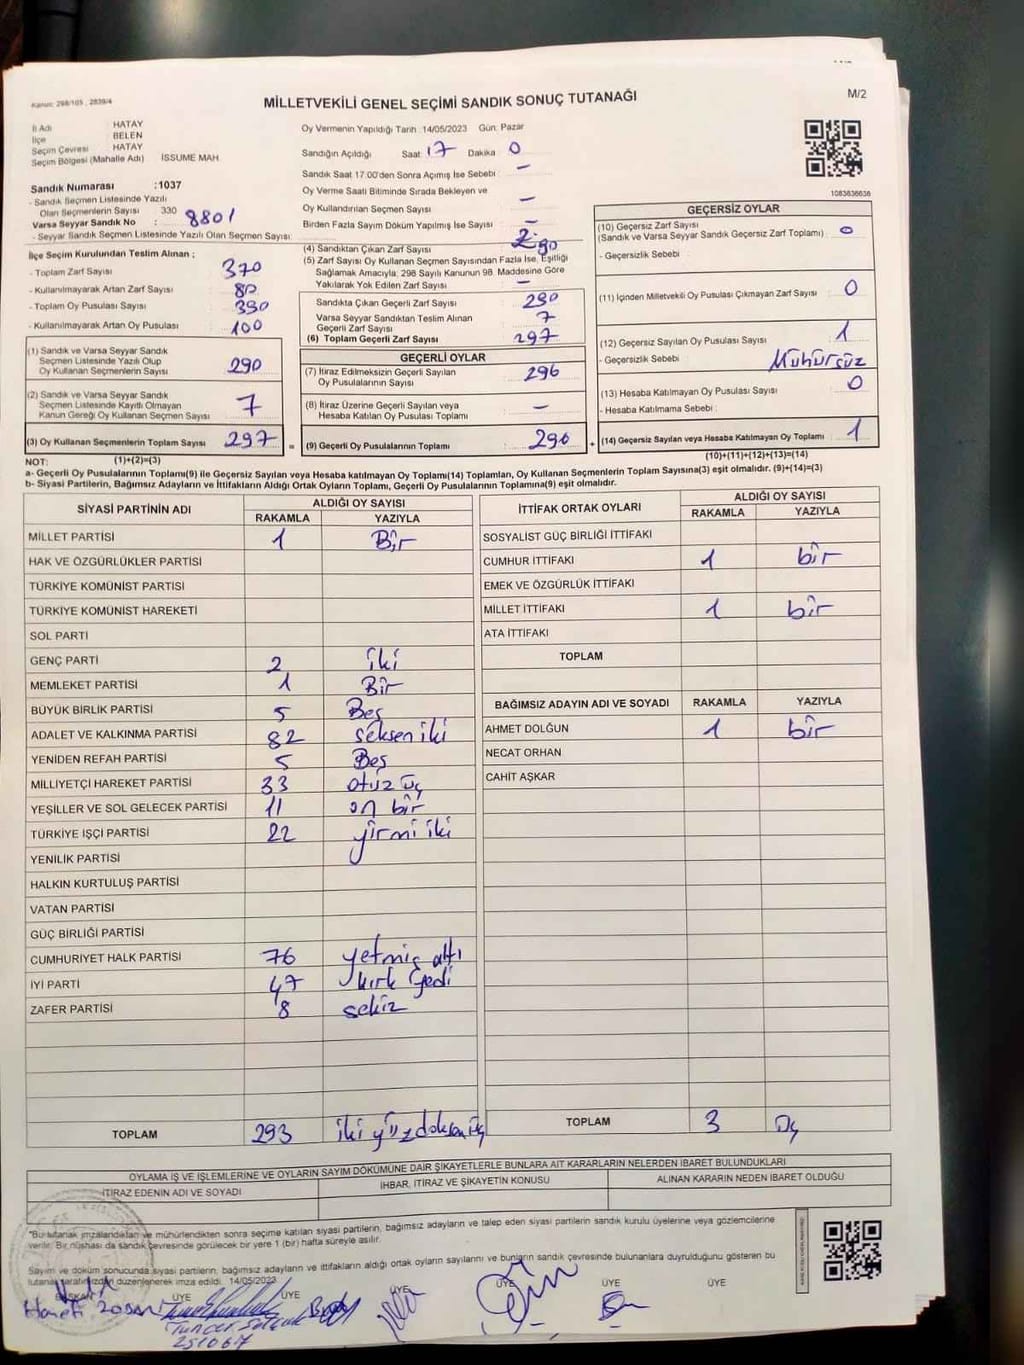 Kanun: 298/105 , 2839/4
MİLLETVEKİLİ GENEL SEÇİMİ SANDIK SONUÇ TUTANAĞI
M/2
İl Adı HATAY
İlçe BELEN
Seçim Çevresi HATAY
Seçim Bölgesi (Mahalle Adı) ISSUME MAH.
Sandık Numarası :1037
- Sandık Seçmen Listesinde Yazılı
Olan Seçmenlerin Sayısı 330
Varsa Seyyar Sandık No : 8801
- Seyyar Sandık Seçmen Listesinde Yazılı Olan Seçmen Sayısı:
İlçe Seçim Kurulundan Teslim Alınan ;
- Toplam Zarf Sayısı : 370
- Kullanılmayarak Artan Zarf Sayısı : 80
- Toplam Oy Pusulası Sayısı : 390
- Kullanılmayarak Artan Oy Pusulası : 100
(1) Sandık ve Varsa Seyyar Sandık
Seçmen Listesinde Yazılı Olup
Oy Kullanan Seçmenlerin Sayısı 290
(2) Sandık ve Varsa Seyyar Sandık
Seçmen Listesinde Kayıtlı Olmayan
Kanun Gereği Oy Kullanan Seçmen Sayısı 7
(3) Oy Kullanan Seçmenlerin Toplam Sayısı 297
Oy Vermenin Yapıldığı Tarih : 14/05/2023 Gün: Pazar
Sandığın Açıldığı Saat: 17 Dakika : 0
Sandık Saat 17:00'den Sonra Açımış İse Sebebi : -
Oy Verme Saati Bitiminde Sırada Bekleyen ve
Oy Kullandırılan Seçmen Sayısı -
Birden Fazla Sayım Döküm Yapılmış İse Sayısı : -
(4) Sandıktan Çıkan Zarf Sayısı 290
(5) Zarf Sayısı Oy Kullanan Seçmen Sayısından Fazla İse, Eşitliği
Sağlamak Amacıyla, 298 Sayılı Kanunun 98. Maddesine Göre
Yakılarak Yok Edilen Zarf Sayısı : -
Sandıkta Çıkan Geçerli Zarf Sayısı : 290
Varsa Seyyar Sandıktan Teslim Alınan
Geçerli Zarf Sayısı : 7
(6) Toplam Geçerli Zarf Sayısı : 297
GEÇERLİ OYLAR
(7) İtiraz Edilmeksizin Geçerli Sayılan
Oy Pusulalarının Sayısı : 296
(8) İtiraz Üzerine Geçerli Sayılan veya
Hesaba Katılan Oy Pusulası Toplamı : -
= (9) Geçerli Oy Pusulalarının Toplamı : 296 +
1083836636
GEÇERSİZ OYLAR
(10) Geçersiz Zarf Sayısı
(Sandık ve Varsa Seyyar Sandık Geçersiz Zarf Toplamı) : 0
- Geçersizlik Sebebi :
(11) İçinden Milletvekili Oy Pusulası Çıkmayan Zarf Sayısı : 0
(12) Geçersiz Sayılan Oy Pusulası Sayısı : 1
- Geçersizlik Sebebi : Mühürsüz
(13) Hesaba Katılmayan Oy Pusulası Sayısı : 0
- Hesaba Katılmama Sebebi :
(14) Geçersiz Sayılan veya Hesaba Katılmayan Oy Toplamı : 1
NOT: (1)+(2)=(3) (10)+(11)+(12)+(13)=(14)
a- Geçerli Oy Pusulalarının Toplamı(9) ile Geçersiz Sayılan veya Hesaba katılmayan Oy Toplamı(14) Toplamları, Oy Kullanan Seçmenlerin Toplam Sayısına(3) eşit olmalıdır. (9)+(14)=(3)
b- Siyasi Partilerin, Bağımsız Adayların ve İttifakların Aldığı Ortak Oyların Toplamı, Geçerli Oy Pusulalarının Toplamına(9) eşit olmalıdır.
SİYASİ PARTİNİN ADI ALDIĞI OY SAYISI
RAKAMLA YAZIYLA
MİLLET PARTİSİ 1 Bir
HAK VE ÖZGÜRLÜKLER PARTİSİ
TÜRKİYE KOMÜNİST PARTİSİ
TÜRKİYE KOMÜNİST HAREKETİ
SOL PARTİ
GENÇ PARTİ 2 iki
MEMLEKET PARTİSİ 1 Bir
BÜYÜK BİRLİK PARTİSİ 5 Beş
ADALET VE KALKINMA PARTİSİ 82 seksen iki
YENİDEN REFAH PARTİSİ 5 Beş
MİLLİYETÇİ HAREKET PARTİSİ 33 otuz üç
YEŞİLLER VE SOL GELECEK PARTİSİ 11 on bir
TÜRKİYE İŞÇİ PARTİSİ 22 yirmi iki
YENİLİK PARTİSİ
HALKIN KURTULUŞ PARTİSİ
VATAN PARTİSİ
GÜÇ BİRLİĞİ PARTİSİ
CUMHURİYET HALK PARTİSİ 76 yetmiş altı
İYİ PARTİ 47 kırk yedi
ZAFER PARTİSİ 8 sekiz
TOPLAM 293 iki yüz doksan üç
İTTİFAK ORTAK OYLARI ALDIĞI OY SAYISI
RAKAMLA YAZIYLA
SOSYALİST GÜÇ BİRLİĞİ İTTİFAKI
CUMHUR İTTİFAKI 1 bir
EMEK VE ÖZGÜRLÜK İTTİFAKI
MİLLET İTTİFAKI 1 bir
ATA İTTİFAKI
TOPLAM
BAĞIMSIZ ADAYIN ADI VE SOYADI RAKAMLA YAZIYLA
AHMET DOLĞUN 1 bir
NECAT ORHAN
CAHİT AŞKAR
TOPLAM 3 üç
OYLAMA İŞ VE İŞLEMLERİNE VE OYLARIN SAYIM DÖKÜMÜNE DAİR ŞİKAYETLERLE BUNLARA AİT KARARLARIN NELERDEN İBARET BULUNDUKLARI
İTİRAZ EDENİN ADI VE SOYADI İHBAR, İTİRAZ VE ŞİKAYETİN KONUSU ALINAN KARARIN NEDEN İBARET OLDUĞU
"Bu tutanak imzalandıktan ve mühürlendikten sonra seçime katılan siyasi partilerin, bağımsız adayların ve talep eden siyasi partilerin sandık kurulu üyelerine veya gözlemcilerine
verilir. Bir nüshası da sandık çevresinde görülecek bir yere 1 (bir) hafta süreyle asılır.
Sayım ve döküm sonucunda siyasi partilerin, bağımsız adayların ve ittifakların aldığı ortak oyların sayılarını ve bunların sandık çevresinde bulunanlara duyrulduğunu gösteren bu
tutanak tarafımızdan düzenlenerek imza edildi. 14/05/2023
BAŞKAN ÜYE ÜYE ÜYE ÜYE ÜYE ÜYE
251067